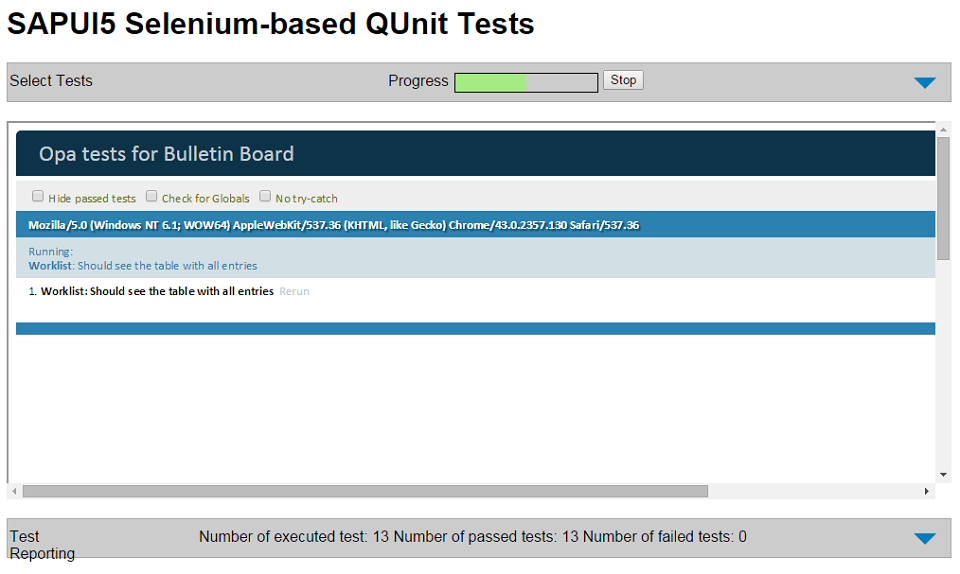 SAPUI5 Selenium-based QUnit Tests
Select Tests Progress Stop
Opa tests for Bulletin Board
Hide passed tests Check for Globals No try-catch
Mozilla/5.0 (Windows NT 6.1; WOW64) AppleWebKit/537.36 (KHTML, like Gecko) Chrome/43.0.2357.130 Safari/537.36
Running:
Worklist: Should see the table with all entries
1. Worklist: Should see the table with all entries Rerun
Test Number of executed test: 13 Number of passed tests: 13 Number of failed tests: 0
Reporting